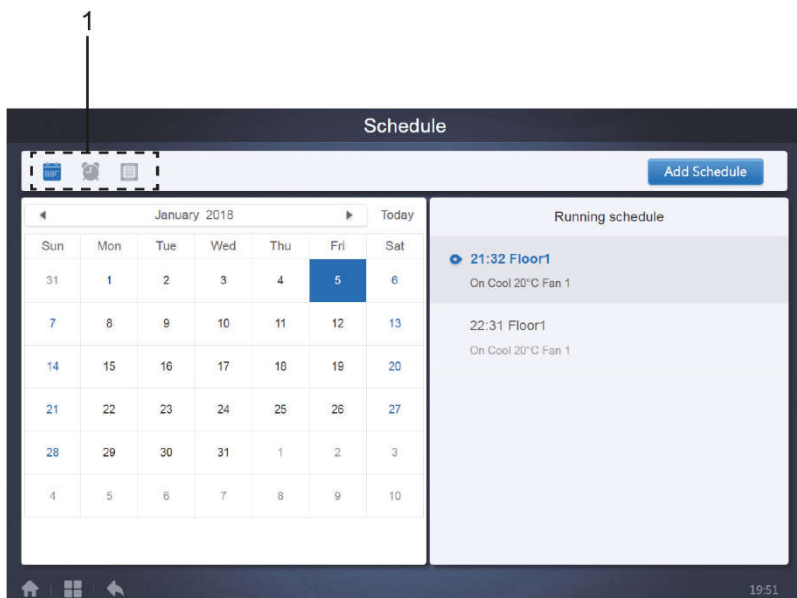 1
Schedule
Add Schedule
January 2018 Today
Sun Mon Tue Wed Thu Fri Sat
31 1 2 3 4 5 6
7 8 9 10 11 12 13
14 15 16 17 18 19 20
21 22 23 24 25 26 27
28 29 30 31 1 2 3
4 5 6 7 8 9 10
Running schedule
21:32 Floor1
On Cool 20°C Fan 1
22:31 Floor1
On Cool 20°C Fan 1
19:51